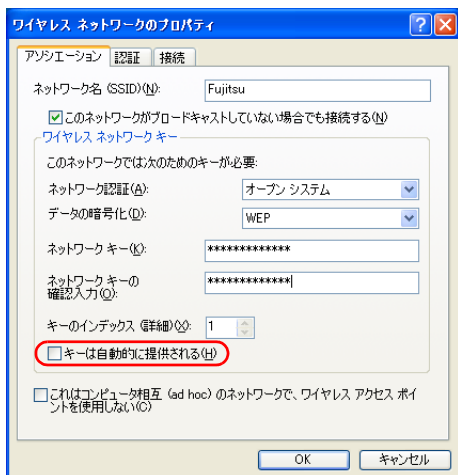 ワイヤレス ネットワークのプロパティ
アソシエーション 認証 接続
ネットワーク名 (SSID)(N): Fujitsu
このネットワークがブロードキャストしていない場合でも接続する(N)
ワイヤレス ネットワーク キー
このネットワークでは次のためのキーが必要:
ネットワーク認証(A): オープン システム
データの暗号化(D): WEP
ネットワーク キー(K): *************
ネットワーク キーの
確認入力(O): *************
キーのインデックス (詳細)(X): 1
キーは自動的に提供される(H)
これはコンピュータ相互 (ad hoc) のネットワークで、ワイヤレス アクセス ポイ
ントを使用しない(C)
OK キャンセル